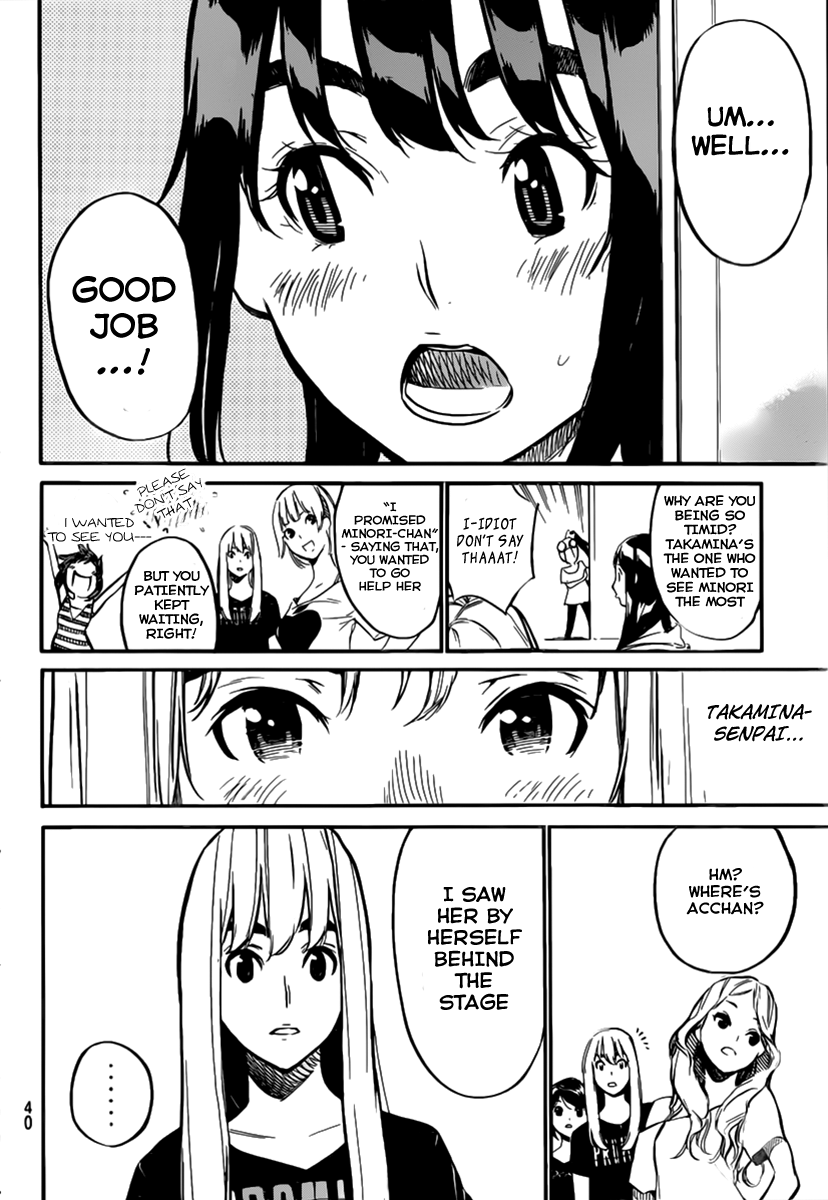 UM...
WELL...
GOOD
JOB
...!
WHY ARE YOU
BEING SO
TIMID?
TAKAMINA'S
THE ONE WHO
WANTED TO
SEE MINORI
THE MOST
I-IDIOT
DON'T SAY
THAAAT!
"I
PROMISED
MINORI-CHAN"
- SAYING THAT,
YOU WANTED
TO GO
HELP HER
BUT YOU
PATIENTLY
KEPT
WAITING,
RIGHT!
PLEASE
DON'T SAY
THAT
I WANTED
TO SEE YOU---
TAKAMINA-
SENPAI...
HM?
WHERE'S
ACCHAN?
I SAW
HER BY
HERSELF
BEHIND
THE
STAGE
......
40